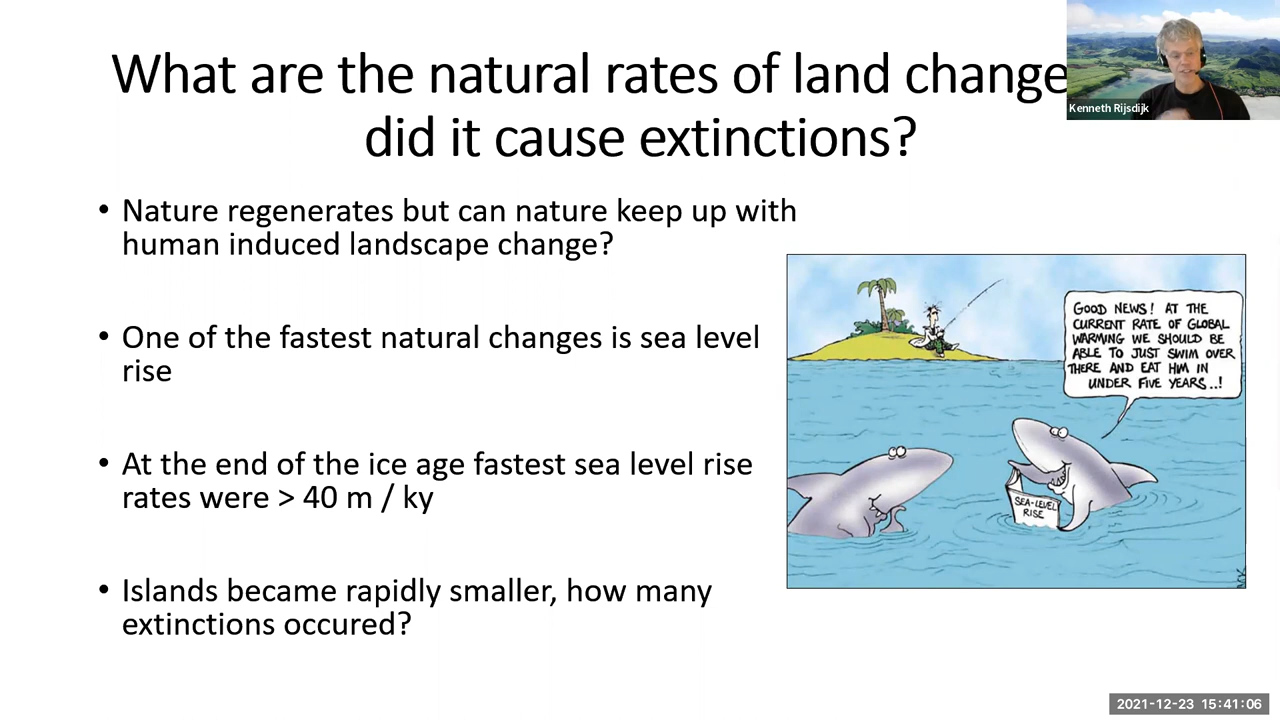 What are the natural rates of land change
did it cause extinctions?
Kenneth Rijsdijk
• Nature regenerates but can nature keep up with
human induced landscape change?
• One of the fastest natural changes is sea level
rise
• At the end of the ice age fastest sea level rise
rates were > 40 m / ky
• Islands became rapidly smaller, how many
extinctions occured?
GOOD NEWS! AT THE
CURRENT RATE OF GLOBAL
WARMING WE SHOULD BE
ABLE TO JUST SWIM OVER
THERE AND EAT HIM IN
UNDER FIVE YEARS..!
SEA-LEVEL
RISE
2021-12-23 15:41:06